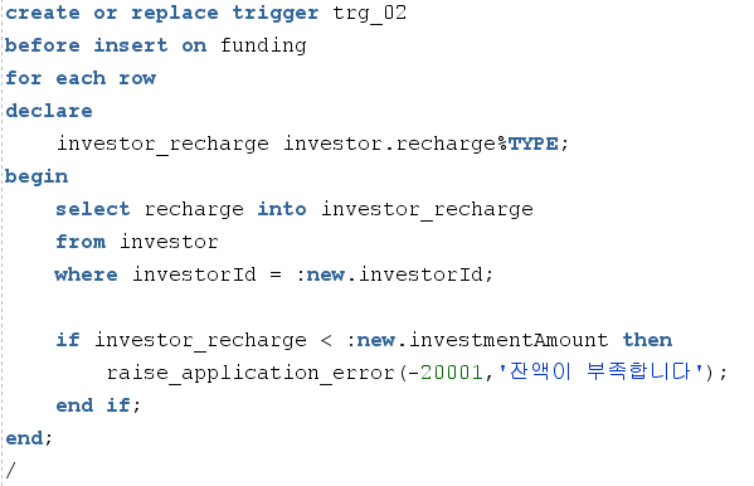 create or replace trigger trg_02
before insert on funding
for each row
declare
    investor_recharge investor.recharge%TYPE;
begin
    select recharge into investor_recharge
    from investor
    where investorId = :new.investorId;

    if investor_recharge < :new.investmentAmount then
        raise_application_error(-20001,'잔액이 부족합니다');
    end if;
end;
/